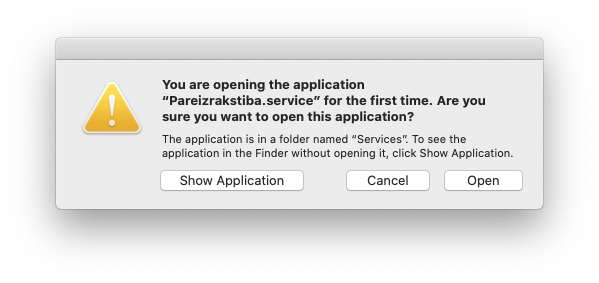 You are opening the application
“Pareizrakstiba.service” for the first time. Are you
sure you want to open this application?
The application is in a folder named “Services”. To see the
application in the Finder without opening it, click Show Application.
Show Application Cancel Open